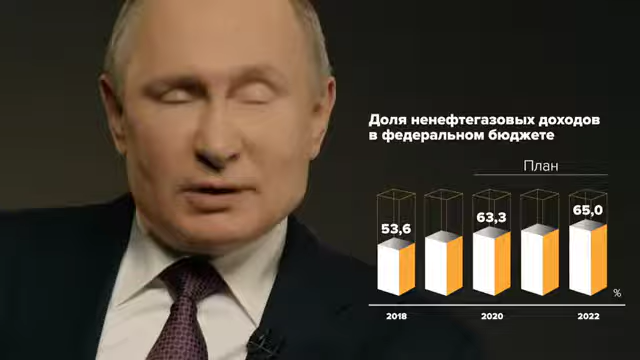 Доля ненефтегазовых доходов
в федеральном бюджете
План
53,6
63,3
65,0
%
2018
2020
2022